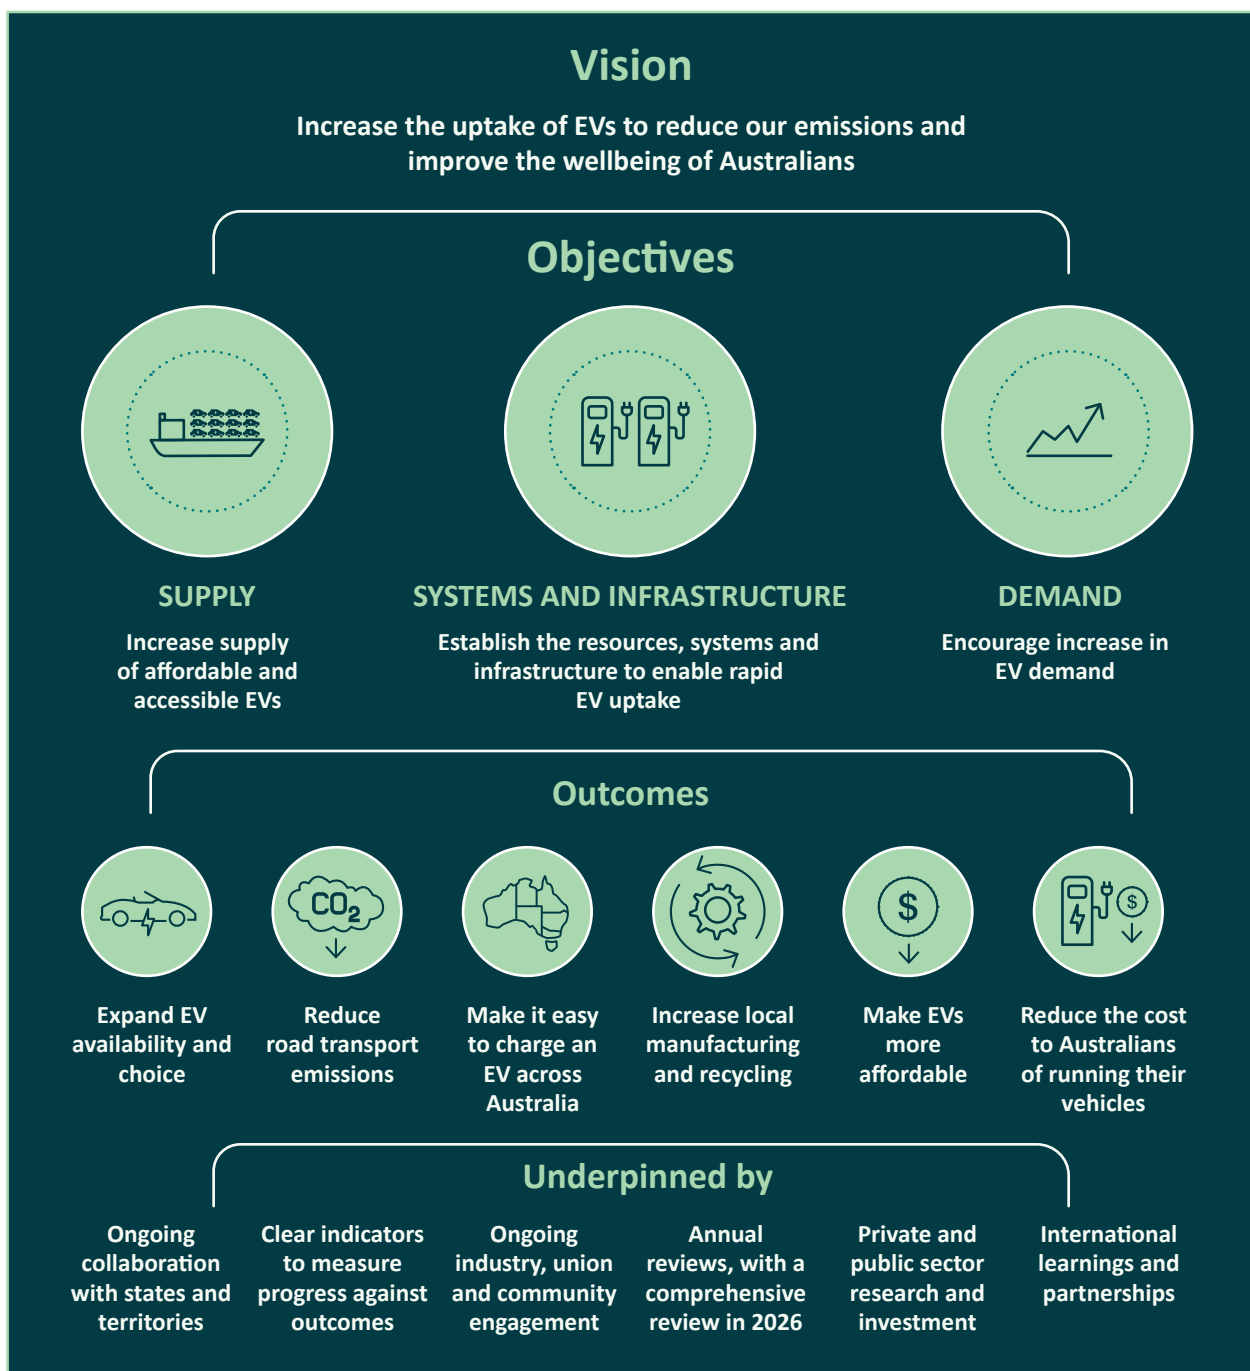 Vision
Increase the uptake of EVs to reduce our emissions and
improve the wellbeing of Australians
Objectives
SUPPLY
Increase supply
of affordable and
accessible EVs
SYSTEMS AND INFRASTRUCTURE
Establish the resources, systems and
infrastructure to enable rapid
EV uptake
DEMAND
Encourage increase in
EV demand
Outcomes
Expand EV
availability and
choice
CO₂
Reduce
road transport
emissions
Make it easy
to charge an
EV across
Australia
Increase local
manufacturing
and recycling
$
Make EVs
more
affordable
$
Reduce the cost
to Australians
of running their
vehicles
Underpinned by
Ongoing
collaboration
with states and
territories
Clear indicators
to measure
progress against
outcomes
Ongoing
industry, union
and community
engagement
Annual
reviews, with a
comprehensive
review in 2026
Private and
public sector
research and
investment
International
learnings and
partnerships